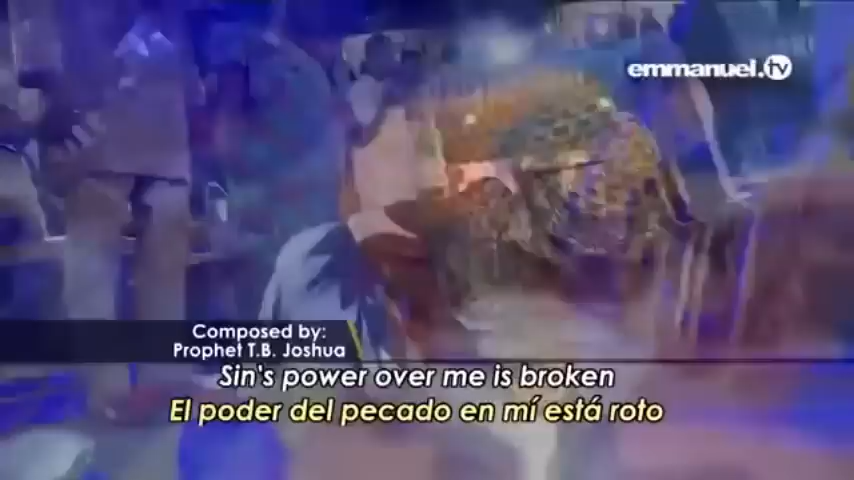 emmanuel.tv
Composed by:
Prophet T.B. Joshua
Sin's power over me is broken
El poder del pecado en mí está roto